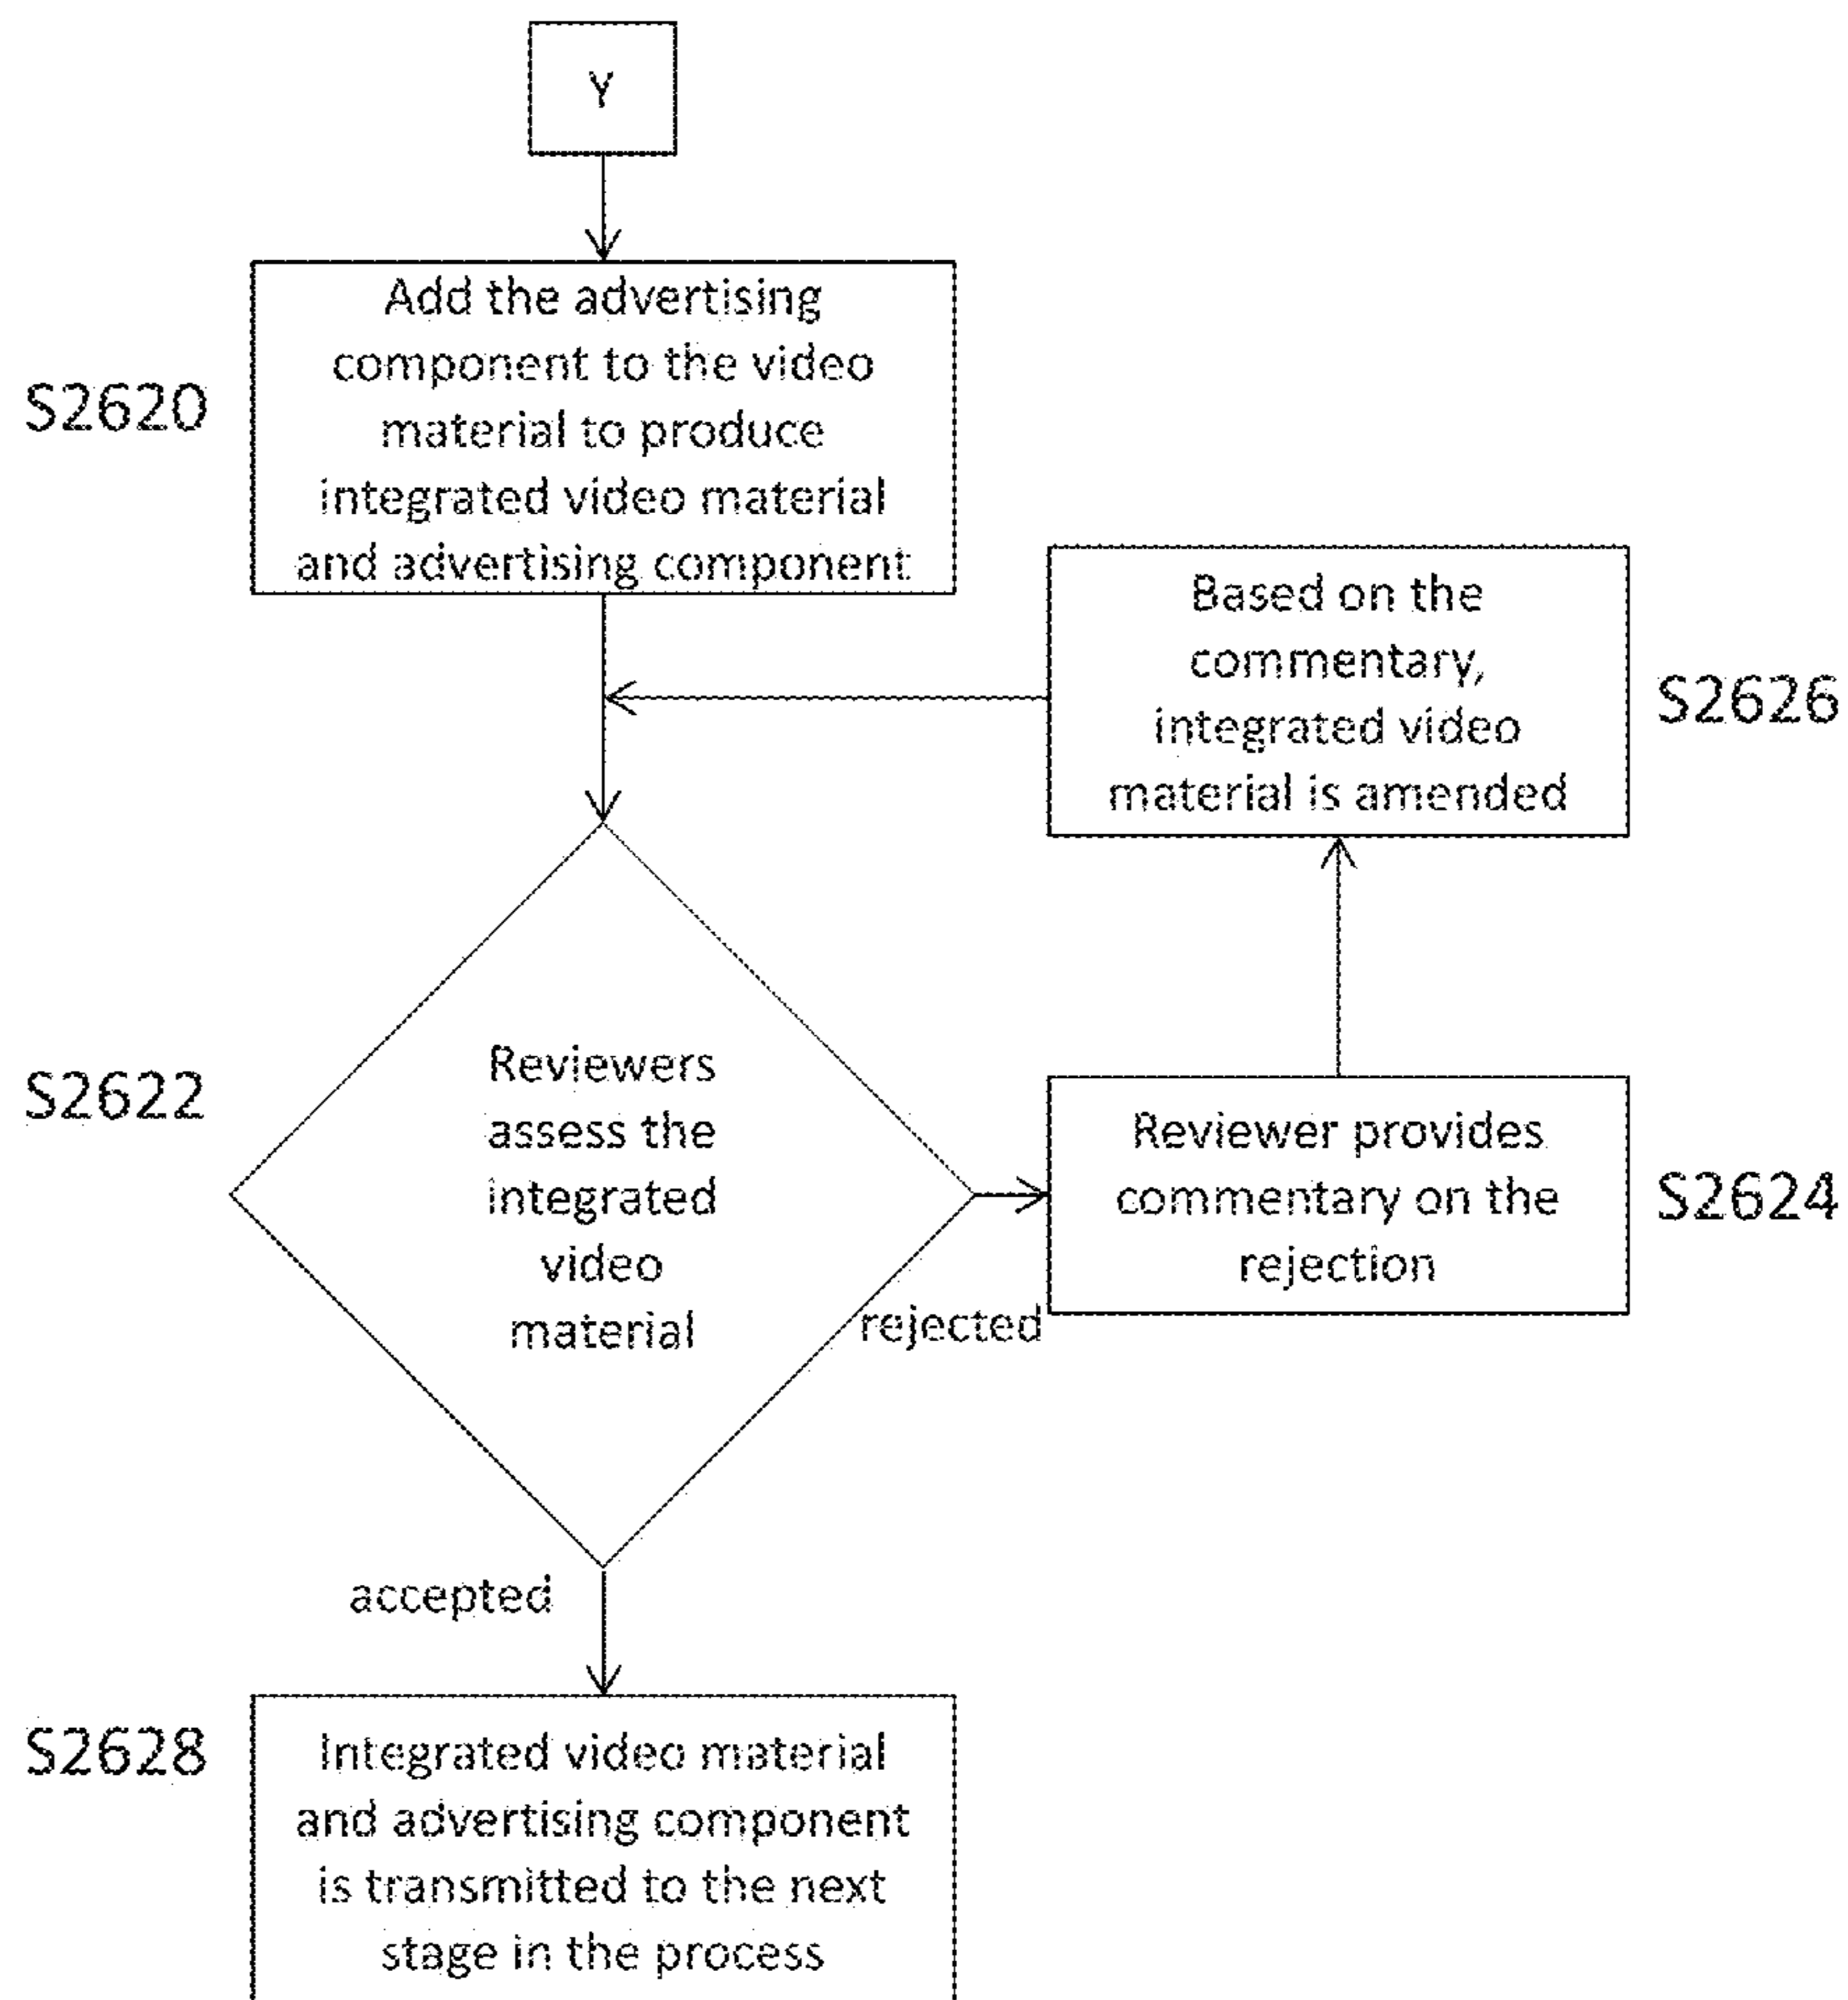 Y
S2620
Add the advertising
component to the video
material to produce
integrated video material
and advertising component
Based on the
commentary,
integrated video
material is amended
S2626
S2622
Reviewers
assess the
integrated
video
material
rejected
Reviewer provides
commentary on the
rejection
S2624
accepted
S2628
Integrated video material
and advertising component
is transmitted to the next
stage in the process